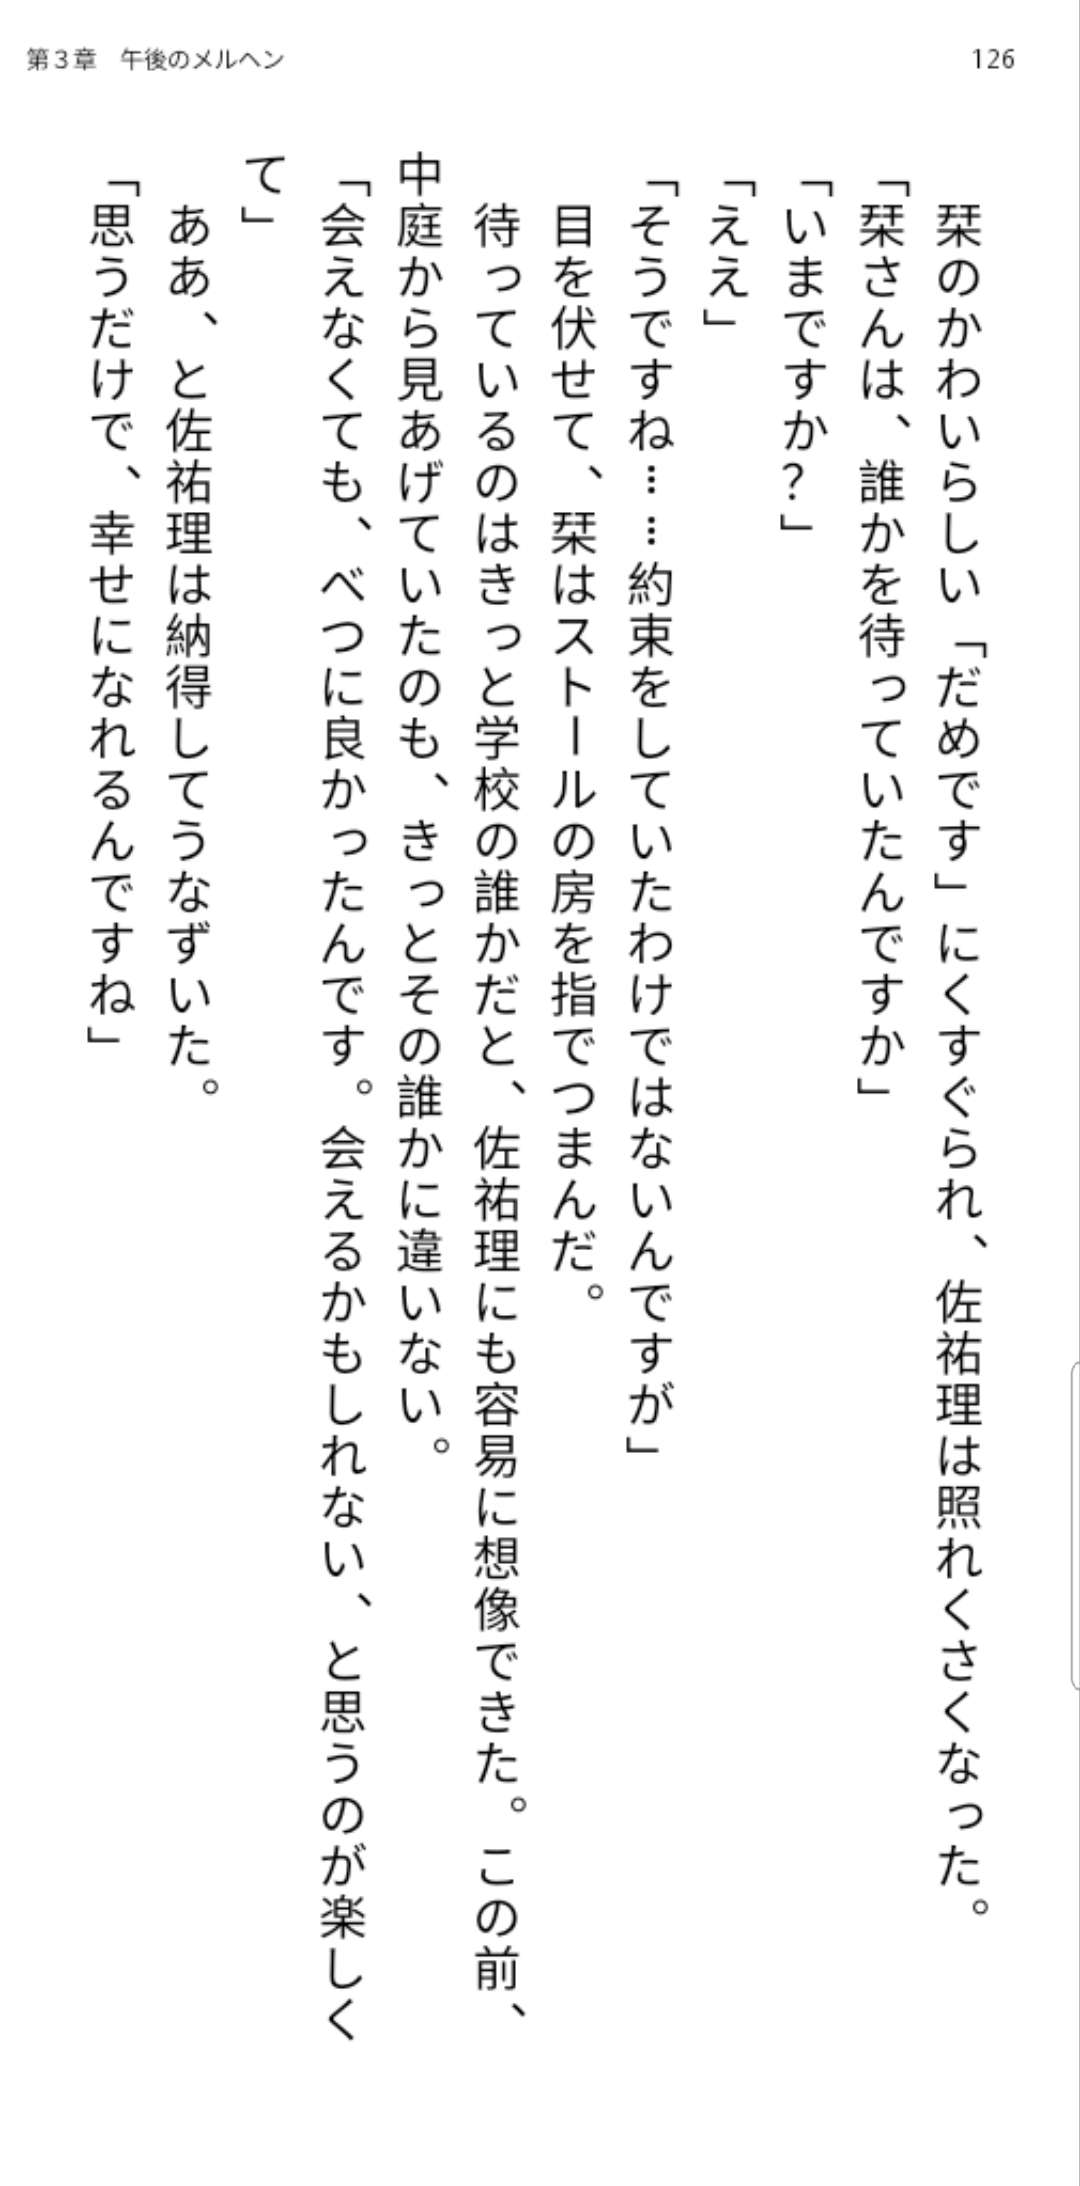 第３章　午後のメルヘン
126
　栞のかわいらしい「だめです」にくすぐられ、佐祐理は照れくさくなった。
「栞さんは、誰かを待っていたんですか」
「いまですか？」
「ええ」
「そうですね……約束をしていたわけではないんですが」
　目を伏せて、栞はストールの房を指でつまんだ。
　待っているのはきっと学校の誰かだと、佐祐理にも容易に想像できた。この前、
中庭から見あげていたのも、きっとその誰かに違いない。
「会えなくても、べつに良かったんです。会えるかもしれない、と思うのが楽しく
て」
　ああ、と佐祐理は納得してうなずいた。
「思うだけで、幸せになれるんですね」